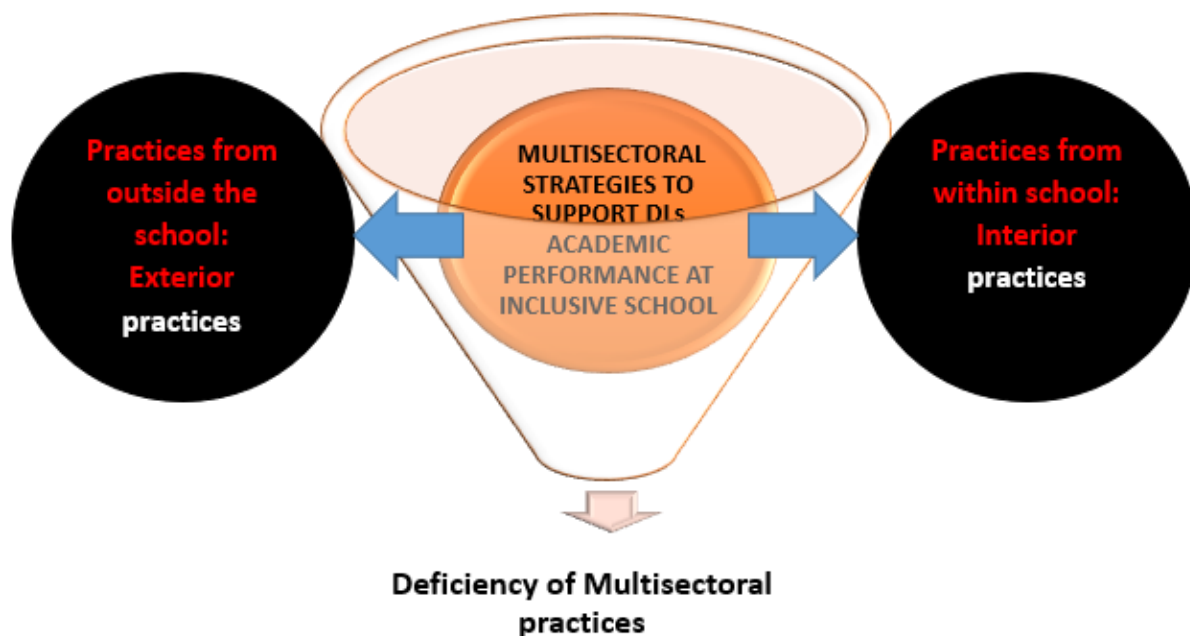 Practices from
outside the
school:
Exterior
practices
MULTISECTORAL
STRATEGIES TO
SUPPORT DLs
ACADEMIC
PERFORMANCE AT
INCLUSIVE SCHOOL
Practices from
within school:
Interior
practices
Deficiency of Multisectoral
practices